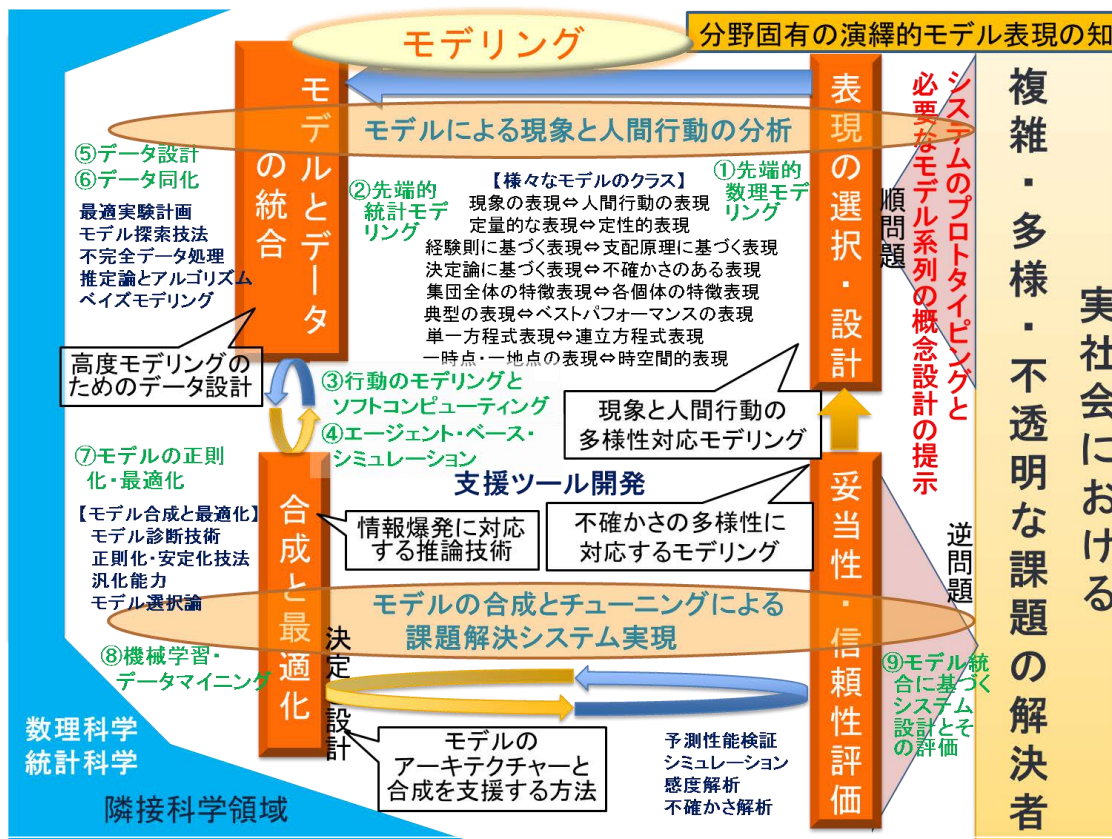 モデリング
分野固有の演繹的モデル表現の知
モデルとデータ
の統合
表現の選択・設計
モデルによる現象と人間行動の分析
⑤データ設計
⑥データ同化
最適実験計画
モデル探索技法
不完全データ処理
推定論とアルゴリズム
ベイズモデリング
②先端的
統計モデ
リング
【様々なモデルのクラス】
現象の表現⇔人間行動の表現
定量的な表現⇔定性的表現
経験則に基づく表現⇔支配原理に基づく表現
決定論に基づく表現⇔不確かさのある表現
集団全体の特徴表現⇔各個体の特徴表現
典型の表現⇔ベストパフォーマンスの表現
単一方程式表現⇔連立方程式表現
一時点・一地点の表現⇔時空間的表現
①先端的
数理モデ
リング
順問題
システムのプロトタイピングと
必要なモデル系列の概念設計の提示
実社会における
複雑・多様・不透明な課題の解決者
高度モデリングの
ためのデータ設計
③行動のモデリングと
ソフトコンピューティング
④エージェント・ベース・
シミュレーション
現象と人間行動の
多様性対応モデリング
⑦モデルの正則
化・最適化
【モデル合成と最適化】
モデル診断技術
正則化・安定化技法
汎化能力
モデル選択論
合成と最適化
支援ツール開発
情報爆発に対応
する推論技術
不確かさの多様性に
対応するモデリング
妥当性・信頼性評価
逆問題
モデルの合成とチューニングによる
課題解決システム実現
⑧機械学習・
データマイニング
決定
設計
⑨モデル統
合に基づく
システム
設計とそ
の評価
モデルの
アーキテクチャーと
合成を支援する方法
予測性能検証
シミュレーション
感度解析
不確かさ解析
数理科学
統計科学
隣接科学領域